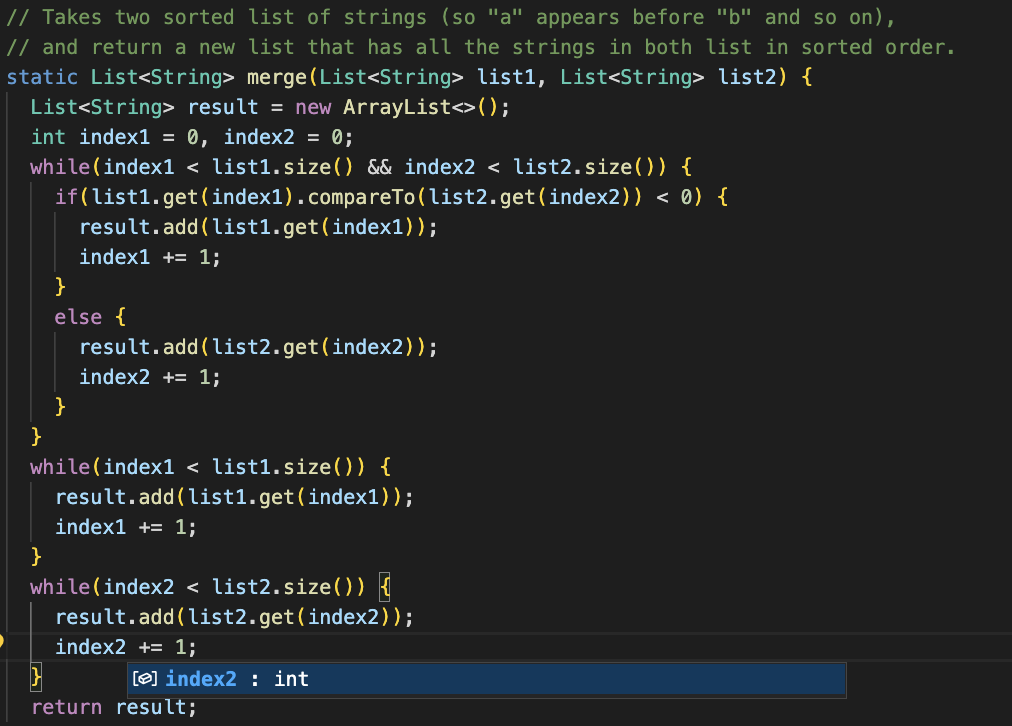 // Takes two sorted list of strings (so "a" appears before "b" and so on),
// and return a new list that has all the strings in both list in sorted order.
static List<String> merge(List<String> list1, List<String> list2) {
  List<String> result = new ArrayList<>();
  int index1 = 0, index2 = 0;
  while(index1 < list1.size() && index2 < list2.size()) {
    if(list1.get(index1).compareTo(list2.get(index2)) < 0) {
      result.add(list1.get(index1));
      index1 += 1;
    }
    else {
      result.add(list2.get(index2));
      index2 += 1;
    }
  }
  while(index1 < list1.size()) {
    result.add(list1.get(index1));
    index1 += 1;
  }
  while(index2 < list2.size()) {
    result.add(list2.get(index2));
    index2 += 1;
  }
index2 : int
  return result;